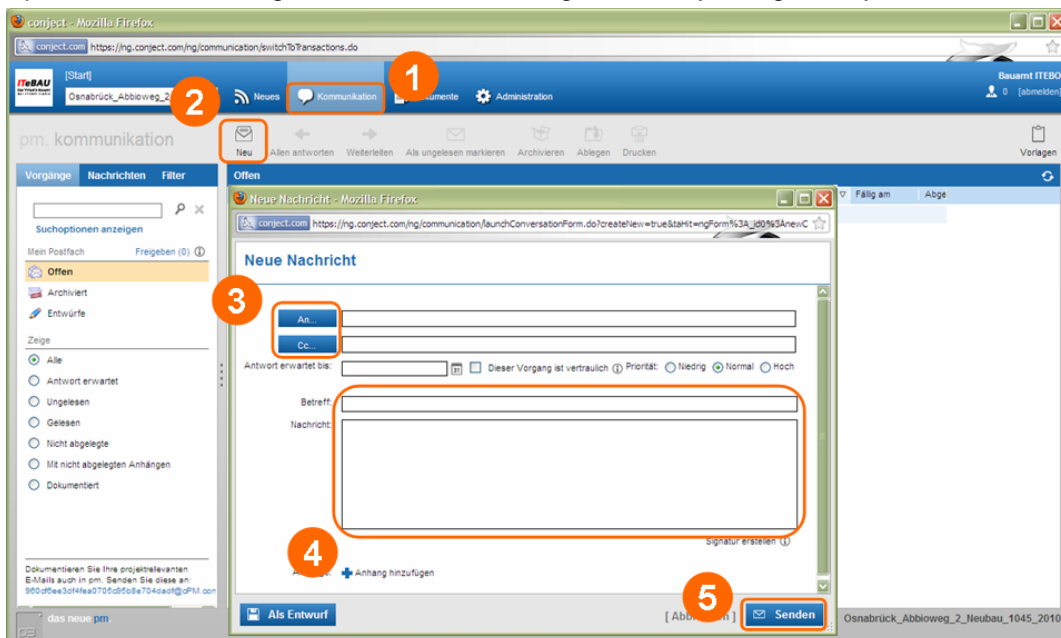 conject - Mozilla Firefox
conject.com https://ng.conject.com/ng/communication/switchToTransactions.do
ITeBAU
[Start]
Bauamt ITEBO
Osnabrück_Abbioweg_2
Neues
Kommunikation
Administration
0 [abmelden]
1
2
pm. kommunikation
Neu
Allen antworten
Weiterleiten
Als ungelesen markieren
Archivieren
Ablegen
Drucken
Vorlagen
Vorgänge Nachrichten Filter
Offen
Fällig am
Abge
Suchoptionen anzeigen
Mein Postfach Freigeben (0)
Offen
Archiviert
Entwürfe
Zeige
Alle
Antwort erwartet
Ungelesen
Gelesen
Nicht abgelegte
Mit nicht abgelegten Anhängen
Dokumentiert
Dokumentieren Sie Ihre projektrelevanten
E-Mails auch in pm. Senden Sie diese an:
das neue pm.
Neue Nachricht - Mozilla Firefox
conject.com https://ng.conject.com/ng/communication/launchConversationForm.do?createNew=true&taHit=ngForm%3A_id0%3AnewC
Neue Nachricht
3
An...
Cc...
Antwort erwartet bis:
Dieser Vorgang ist vertraulich
Priorität:
Niedrig
Normal
Hoch
Betreff:
Nachricht:
Signatur erstellen
4
Anhang hinzufügen
5
Als Entwurf
Senden
Osnabrück_Abbioweg_2_Neubau_1045_2010